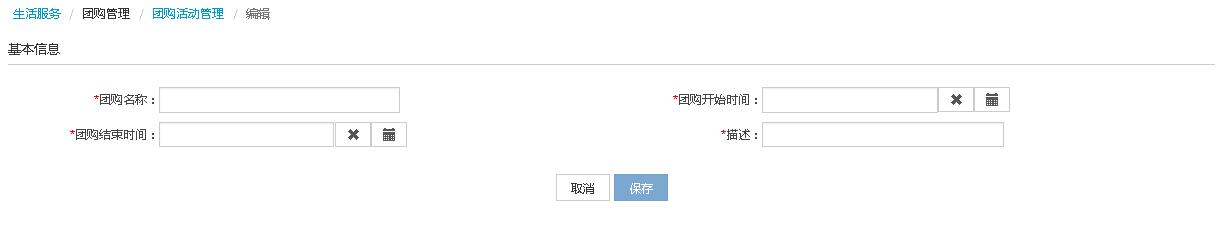 生活服务 / 团购管理 / 团购活动管理 / 编辑
基本信息
*团购名称： *团购开始时间：
*团购结束时间： *描述：
取消 保存